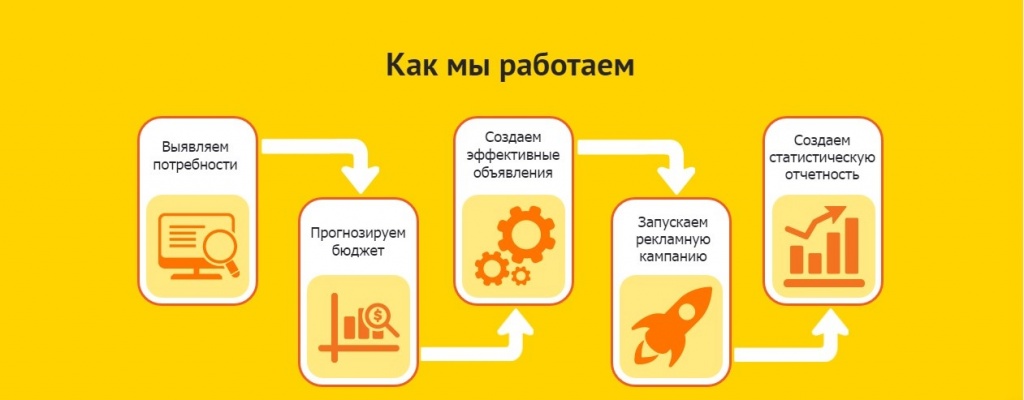 Как мы работаем
Выявляем
потребности
Прогнозируем
бюджет
Создаем
эффективные
объявления
Запускаем
рекламную
кампанию
Создаем
статистическую
отчетность
$